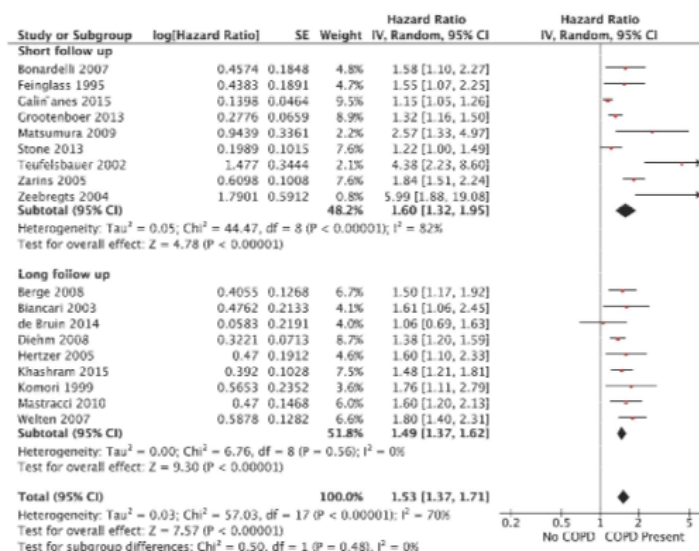 Hazard Ratio Hazard Ratio
Study or Subgroup log[Hazard Ratio] SE Weight IV, Random, 95% CI IV, Random, 95% CI
Short follow up
Bonardelli 2007 0.4574 0.1848 4.8% 1.58 [1.10, 2.27]
Feinglass 1995 0.4383 0.1891 4.6% 1.55 [1.07, 2.25]
Galin'anes 2015 0.1398 0.0464 9.5% 1.15 [1.05, 1.26]
Grootenboer 2013 0.2776 0.0659 8.9% 1.32 [1.16, 1.50]
Matsumura 2009 0.9439 0.3361 2.2% 2.57 [1.33, 4.97]
Stone 2013 0.1989 0.1015 7.6% 1.22 [1.00, 1.49]
Teufelsbauer 2002 1.477 0.3444 2.1% 4.38 [2.23, 8.60]
Zarins 2005 0.6098 0.1008 7.6% 1.84 [1.51, 2.24]
Zeebregts 2004 1.7901 0.5912 0.8% 5.99 [1.88, 19.08]
Subtotal (95% CI) 48.2% 1.60 [1.32, 1.95]
Heterogeneity: Tau² = 0.05; Chi² = 44.47, df = 8 (P < 0.00001); I² = 82%
Test for overall effect: Z = 4.78 (P < 0.00001)
Long follow up
Berge 2008 0.4055 0.1268 6.7% 1.50 [1.17, 1.92]
Biancari 2003 0.4762 0.2133 4.1% 1.61 [1.06, 2.45]
de Bruin 2014 0.0583 0.2191 4.0% 1.06 [0.69, 1.63]
Diehm 2008 0.3221 0.0713 8.7% 1.38 [1.20, 1.59]
Hertzer 2005 0.47 0.1912 4.6% 1.60 [1.10, 2.33]
Khashram 2015 0.392 0.1028 7.6% 1.48 [1.21, 1.81]
Komori 1999 0.5653 0.2352 3.6% 1.76 [1.11, 2.79]
Mastracci 2010 0.47 0.1468 6.0% 1.60 [1.20, 2.13]
Welten 2007 0.5878 0.1282 6.6% 1.80 [1.40, 2.31]
Subtotal (95% CI) 51.8% 1.49 [1.37, 1.62]
Heterogeneity: Tau² = 0.00; Chi² = 6.76, df = 8 (P = 0.56); I² = 0%
Test for overall effect: Z = 9.30 (P < 0.00001)
Total (95% CI) 100.0% 1.53 [1.37, 1.71]
Heterogeneity: Tau² = 0.03; Chi² = 57.03, df = 17 (P < 0.00001); I² = 70%
Test for overall effect: Z = 7.57 (P < 0.00001)
Test for subgroup differences: Chi² = 0.50, df = 1 (P = 0.48), I² = 0%
0.2 0.5 1 2 5
No COPD COPD Present